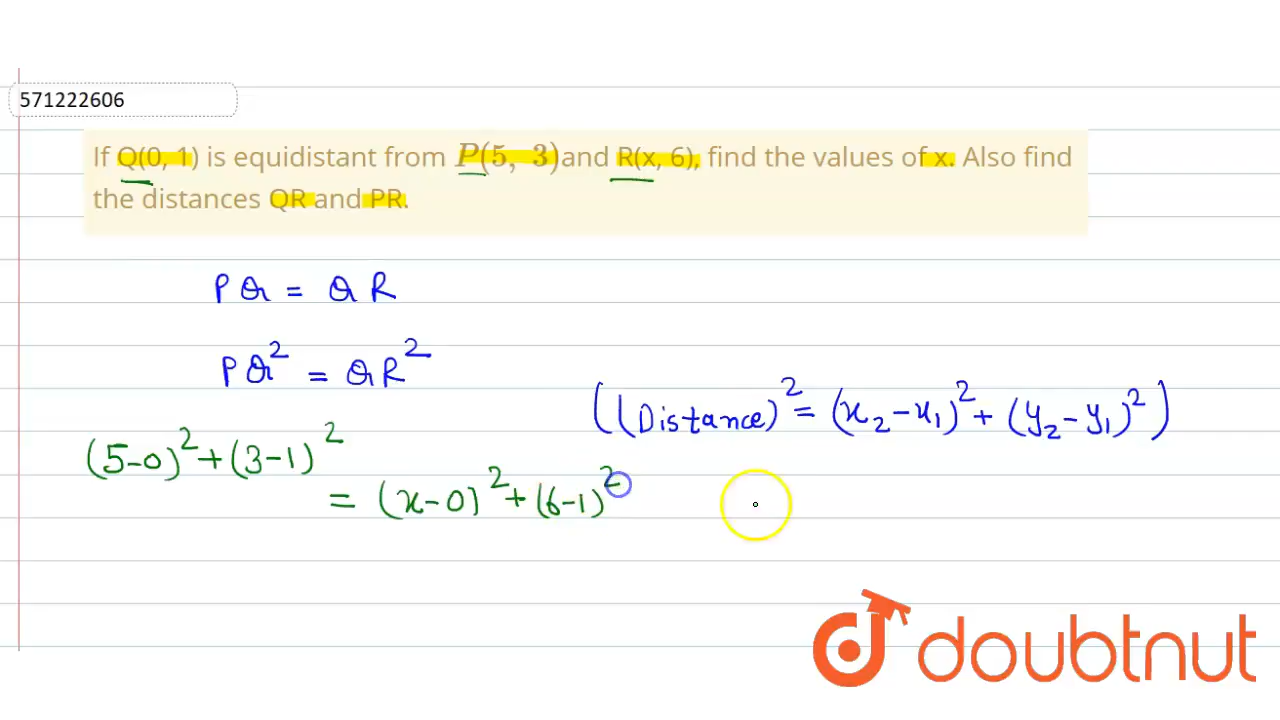 571222606
If Q(0, 1) is equidistant from P(5, 3)and R(x, 6), find the values of x. Also find
the distances QR and PR.
PQ = QR
PQ² = QR²
((Distance)² = (x₂-x₁)² + (y₂-y₁)²)
(5-0)² + (3-1)²
= (x-0)² + (6-1)²
doubtnut